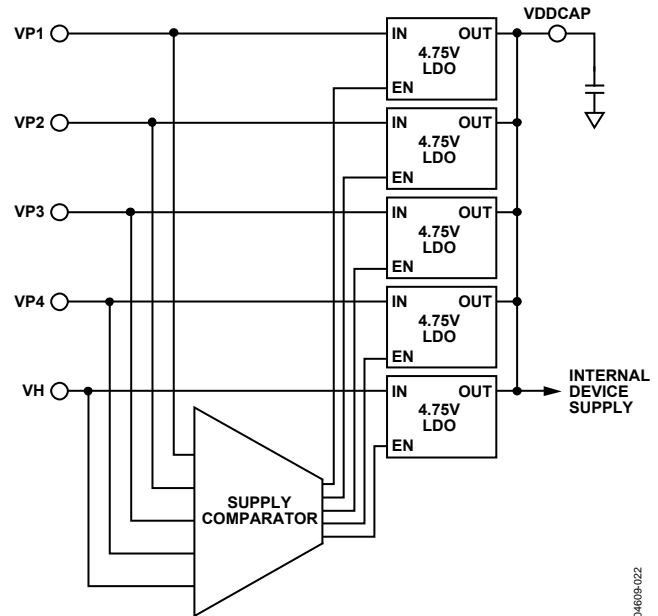 VP1
IN
OUT
4.75V
LDO
EN
VDDCAP
VP2
IN
OUT
4.75V
LDO
EN
VP3
IN
OUT
4.75V
LDO
EN
VP4
IN
OUT
4.75V
LDO
EN
VH
IN
OUT
4.75V
LDO
EN
INTERNAL
DEVICE
SUPPLY
SUPPLY
COMPARATOR
04609-022